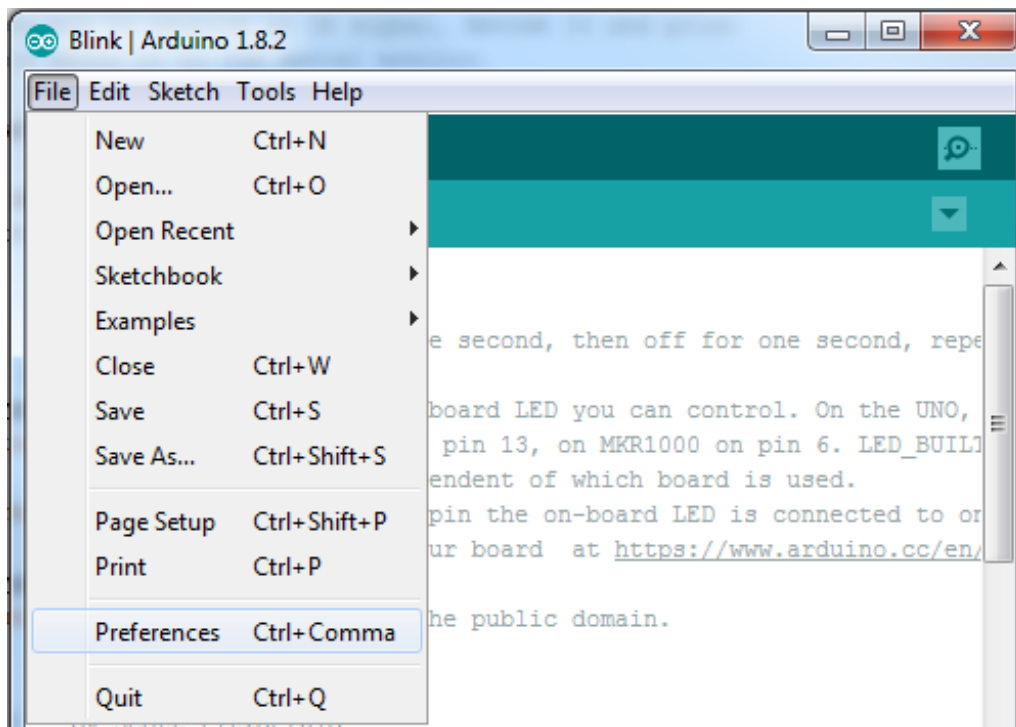 Blink | Arduino 1.8.2
File Edit Sketch Tools Help
New Ctrl+N
Open... Ctrl+O
Open Recent
Sketchbook
Examples
e second, then off for one second, repe
Close Ctrl+W
Save Ctrl+S
board LED you can control. On the UNO,
pin 13, on MKR1000 on pin 6. LED_BUILT
Save As... Ctrl+Shift+S
endent of which board is used.
Page Setup Ctrl+Shift+P
pin the on-board LED is connected to on
ur board at https://www.arduino.cc/en/
Print Ctrl+P
he public domain.
Preferences Ctrl+Comma
Quit Ctrl+Q